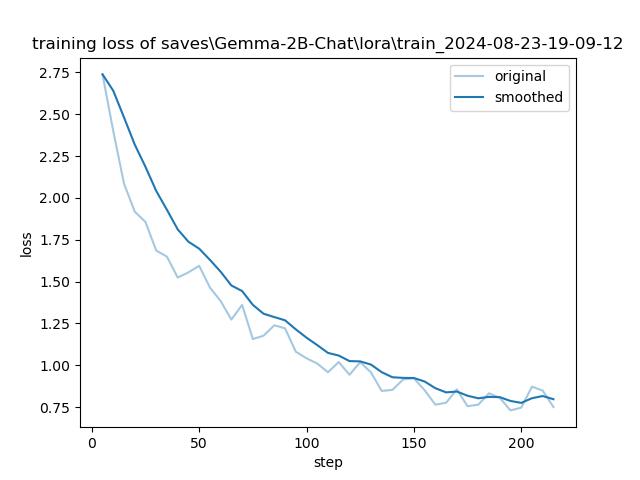 training loss of saves\Gemma-2B-Chat\lora\train_2024-08-23-19-09-12
original
smoothed
2.75
2.50
2.25
2.00
1.75
1.50
1.25
1.00
0.75
loss
0
50
100
150
200
step